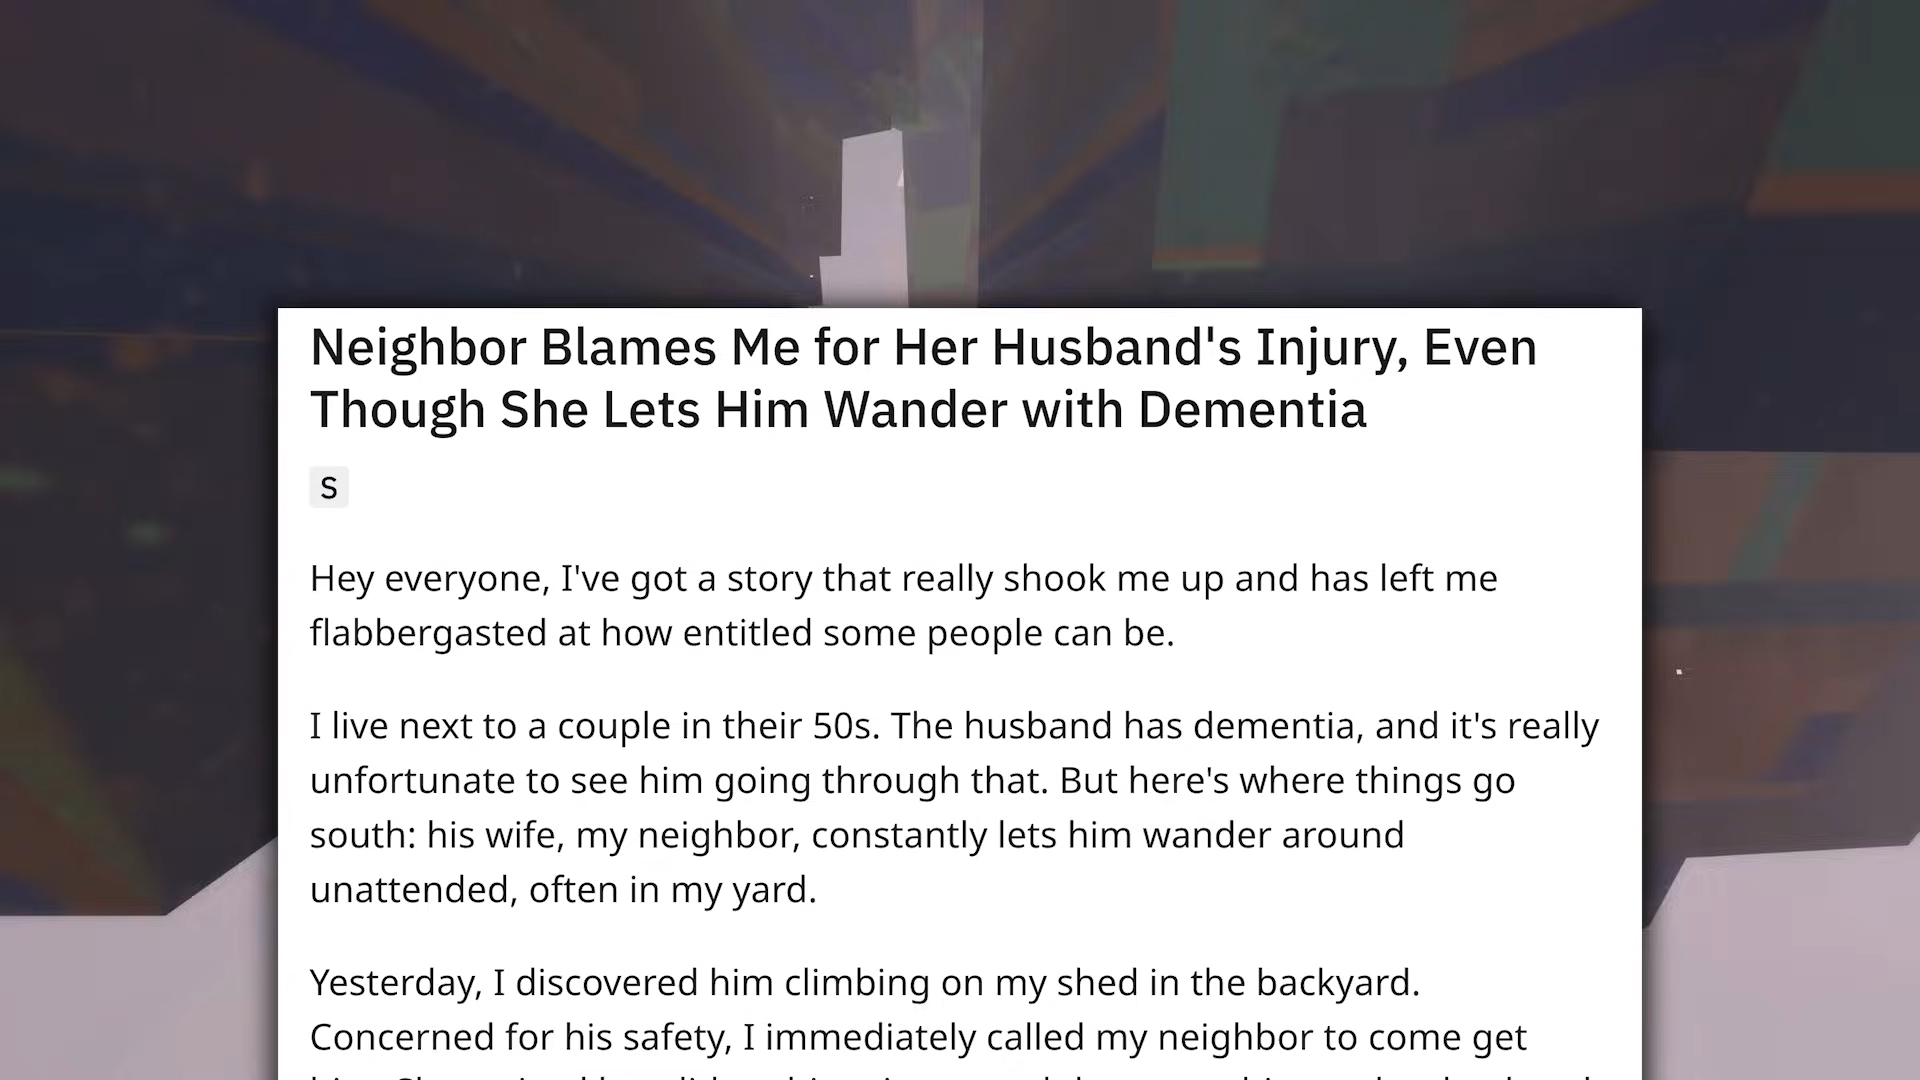 Neighbor Blames Me for Her Husband's Injury, Even
Though She Lets Him Wander with Dementia
S
Hey everyone, I've got a story that really shook me up and has left me
flabbergasted at how entitled some people can be.
I live next to a couple in their 50s. The husband has dementia, and it's really
unfortunate to see him going through that. But here's where things go
south: his wife, my neighbor, constantly lets him wander around
unattended, often in my yard.
Yesterday, I discovered him climbing on my shed in the backyard.
Concerned for his safety, I immediately called my neighbor to come get